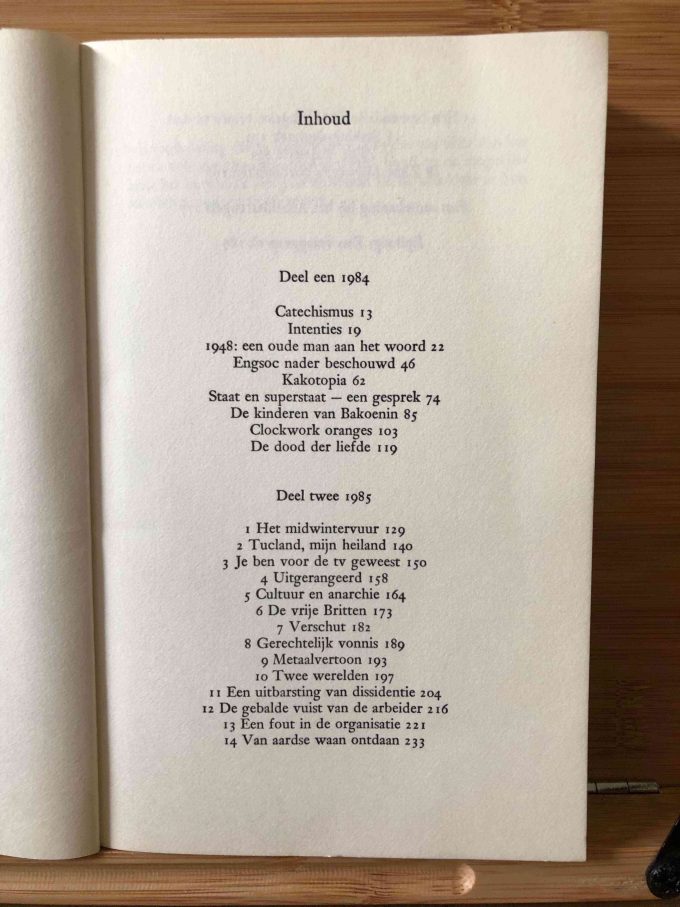 Inhoud
Deel een 1984
Catechismus 13
Intenties 19
1948: een oude man aan het woord 22
Engsoc nader beschouwd 46
Kakotopia 62
Staat en superstaat – een gesprek 74
De kinderen van Bakoenin 85
Clockwork oranges 103
De dood der liefde 119
Deel twee 1985
1 Het midwintervuur 129
2 Tucland, mijn heiland 140
3 Je ben voor de tv geweest 150
4 Uitgerangeerd 158
5 Cultuur en anarchie 164
6 De vrije Britten 173
7 Verschut 182
8 Gerechtelijk vonnis 189
9 Metaalvertoon 193
10 Twee werelden 197
11 Een uitbarsting van dissidentie 204
12 De gebalde vuist van de arbeider 216
13 Een fout in de organisatie 221
14 Van aardse waan ontdaan 233